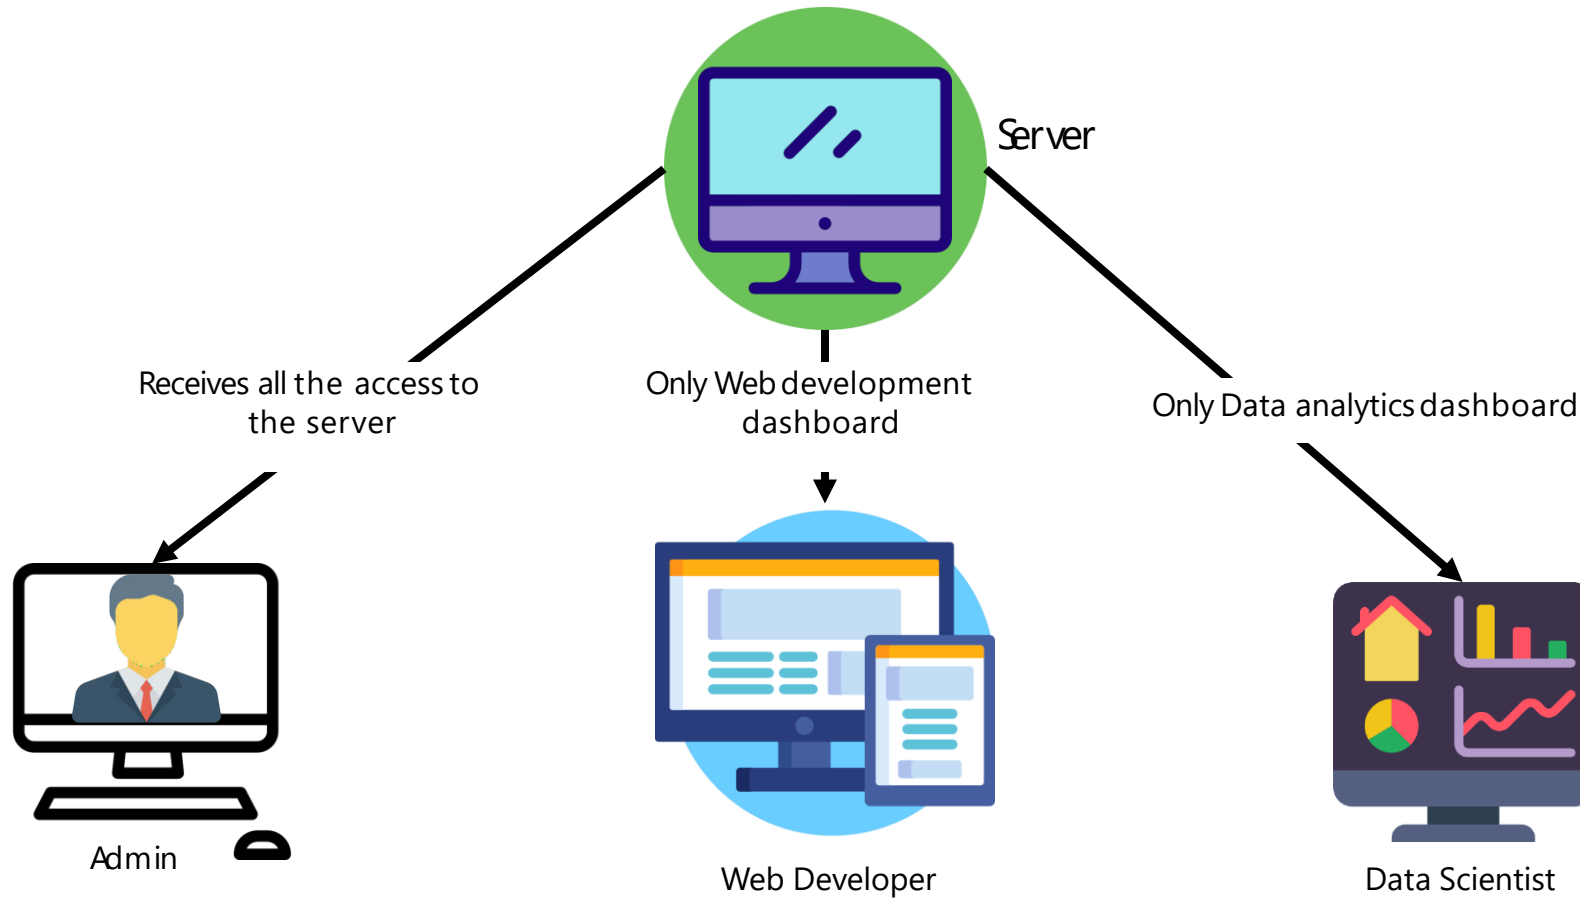 Server
Receives all the access to
the server
Only Web development
dashboard
Only Data analytics dashboard
Admin
Web Developer
Data Scientist